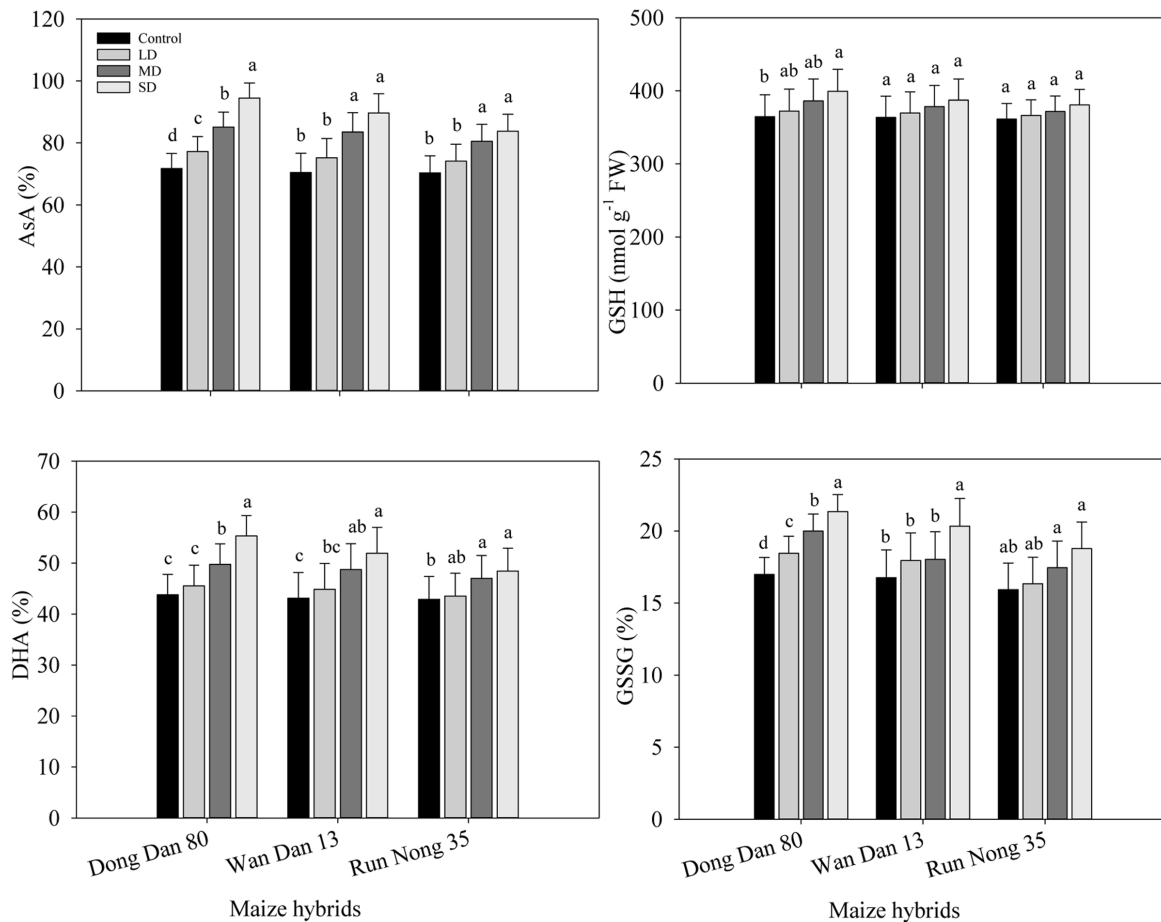 120
100
80
60
40
20
0
AsA (%)
Control
LD
MD
SD
d c b a
b b a a
b b a a
500
400
300
200
100
0
GSH (nmol g⁻¹ FW)
b ab ab a
a a a a
a a a a
70
60
50
40
30
20
10
0
DHA (%)
c c b a
c bc ab a
b ab a a
Dong Dan 80
Wan Dan 13
Run Nong 35
Maize hybrids
25
20
15
10
5
0
GSSG (%)
d c b a
b b b a
ab ab a a
Dong Dan 80
Wan Dan 13
Run Nong 35
Maize hybrids